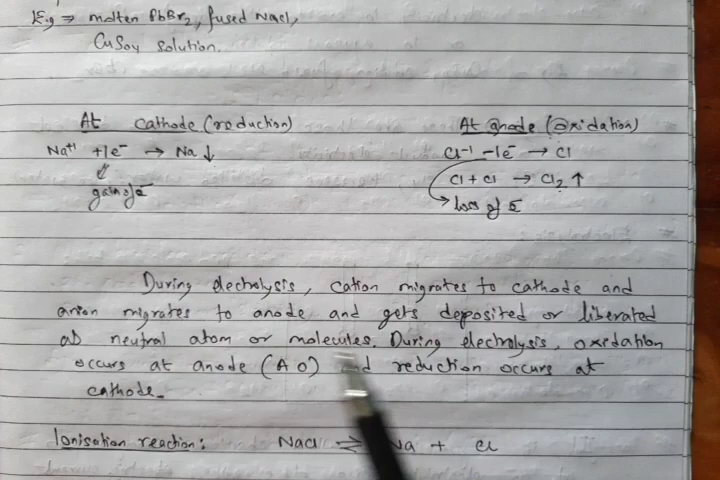 E.g ⇒ molten PbBr2, fused NaCl,
CuSO4 solution.
At cathode (reduction)
At anode (Oxidation)
Na+1 + 1e- → Na ↓
Cl-1 - 1e- → Cl
gain of e-
Cl + Cl → Cl2 ↑
loss of e-
During electrolysis, cation migrates to cathode and
anion migrates to anode and gets deposited or liberated
as neutral atom or molecules. During electrolysis, oxidation
occurs at anode (A O) and reduction occurs at
cathode.
Ionisation reaction: NaCl ⇌ Na + Cl